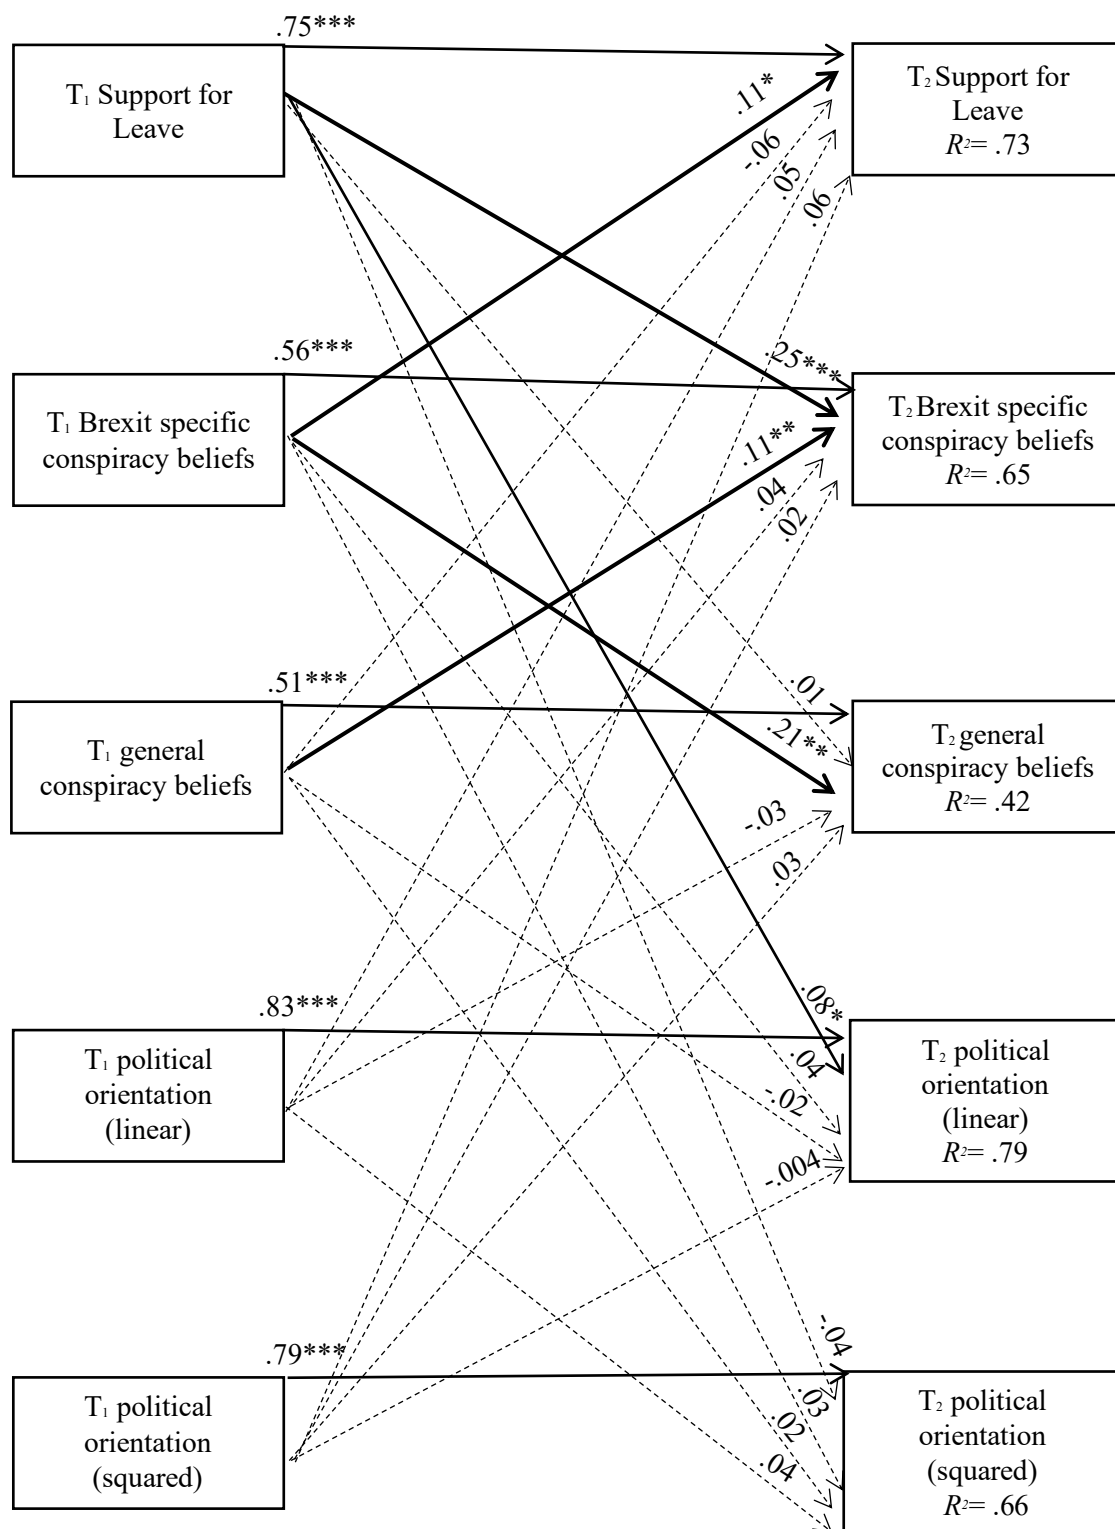 .75***
T₁ Support for
Leave
T₂ Support for
Leave
R²= .73
.11*
-.06
.05
.06
.56***
T₁ Brexit specific
conspiracy beliefs
.25***
T₂ Brexit specific
conspiracy beliefs
R²= .65
.11**
.04
.02
.51***
T₁ general
conspiracy beliefs
.01
.21**
T₂ general
conspiracy beliefs
R²= .42
-.03
.03
.83***
T₁ political
orientation
(linear)
.08*
.04
-.02
-.004
T₂ political
orientation
(linear)
R²= .79
.79***
T₁ political
orientation
(squared)
-.04
.03
.02
.04
T₂ political
orientation
(squared)
R²= .66